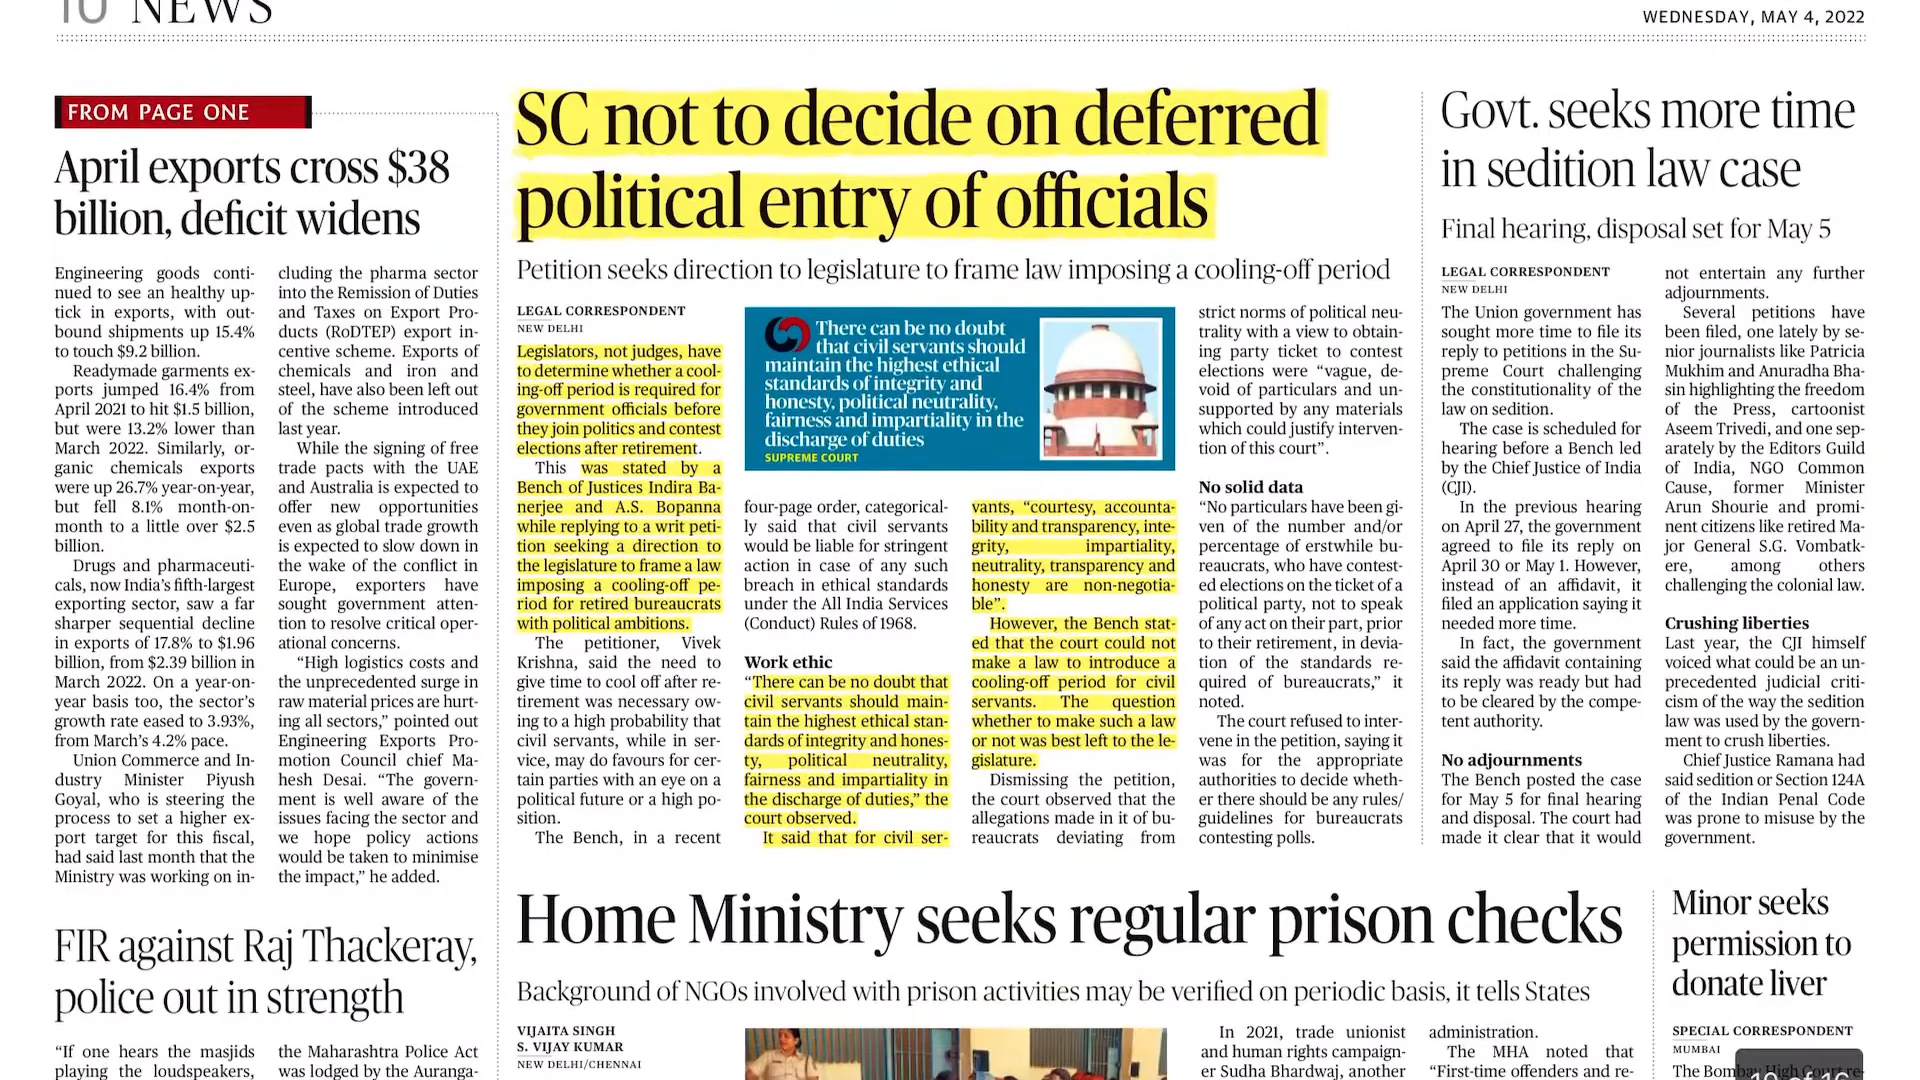 10 NEWS
WEDNESDAY, MAY 4, 2022
FROM PAGE ONE
April exports cross $38
billion, deficit widens
Engineering goods conti-
nued to see an healthy up-
tick in exports, with out-
bound shipments up 15.4%
to touch $9.2 billion.
Readymade garments ex-
ports jumped 16.4% from
April 2021 to hit $1.5 billion,
but were 13.2% lower than
March 2022. Similarly, or-
ganic chemicals exports
were up 26.7% year-on-year,
but fell 8.1% month-on-
month to a little over $2.5
billion.
Drugs and pharmaceuti-
cals, now India's fifth-largest
exporting sector, saw a far
sharper sequential decline
in exports of 17.8% to $1.96
billion, from $2.39 billion in
March 2022. On a year-on-
year basis too, the sector's
growth rate eased to 3.93%,
from March's 4.2% pace.
Union Commerce and In-
dustry Minister Piyush
Goyal, who is steering the
process to set a higher ex-
port target for this fiscal,
had said last month that the
Ministry was working on in-
cluding the pharma sector
into the Remission of Duties
and Taxes on Export Pro-
ducts (RoDTEP) export in-
centive scheme. Exports of
chemicals and iron and
steel, have also been left out
of the scheme introduced
last year.
While the signing of free
trade pacts with the UAE
and Australia is expected to
offer new opportunities
even as global trade growth
is expected to slow down in
the wake of the conflict in
Europe, exporters have
sought government atten-
tion to resolve critical oper-
ational concerns.
"High logistics costs and
the unprecedented surge in
raw material prices are hurt-
ing all sectors," pointed out
Engineering Exports Pro-
motion Council chief Ma-
hesh Desai. "The govern-
ment is well aware of the
issues facing the sector and
we hope policy actions
would be taken to minimise
the impact," he added.
FIR against Raj Thackeray,
police out in strength
"If one hears the masjids
playing the loudspeakers,
the Maharashtra Police Act
was lodged by the Auranga-
SC not to decide on deferred
political entry of officials
Petition seeks direction to legislature to frame law imposing a cooling-off period
LEGAL CORRESPONDENT
NEW DELHI
Legislators, not judges, have
to determine whether a cool-
ing-off period is required for
government officials before
they join politics and contest
elections after retirement.
This was stated by a
Bench of Justices Indira Ba-
nerjee and A.S. Bopanna
while replying to a writ peti-
tion seeking a direction to
the legislature to frame a law
imposing a cooling-off pe-
riod for retired bureaucrats
with political ambitions.
The petitioner, Vivek
Krishna, said the need to
give time to cool off after re-
tirement was necessary ow-
ing to a high probability that
civil servants, while in ser-
vice, may do favours for cer-
tain parties with an eye on a
political future or a high po-
sition.
The Bench, in a recent
There can be no doubt
that civil servants should
maintain the highest ethical
standards of integrity and
honesty, political neutrality,
fairness and impartiality in the
discharge of duties
SUPREME COURT
four-page order, categorical-
ly said that civil servants
would be liable for stringent
action in case of any such
breach in ethical standards
under the All India Services
(Conduct) Rules of 1968.
Work ethic
"There can be no doubt that
civil servants should main-
tain the highest ethical stan-
dards of integrity and hones-
ty, political neutrality,
fairness and impartiality in
the discharge of duties," the
court observed.
It said that for civil ser-
vants, "courtesy, accounta-
bility and transparency, inte-
grity, impartiality,
neutrality, transparency and
honesty are non-negotia-
ble".
However, the Bench stat-
ed that the court could not
make a law to introduce a
cooling-off period for civil
servants. The question
whether to make such a law
or not was best left to the le-
gislature.
Dismissing the petition,
the court observed that the
allegations made in it of bu-
reaucrats deviating from
strict norms of political neu-
trality with a view to obtain-
ing party ticket to contest
elections were "vague, de-
void of particulars and un-
supported by any materials
which could justify interven-
tion of this court".
No solid data
"No particulars have been gi-
ven of the number and/or
percentage of erstwhile bu-
reaucrats, who have contest-
ed elections on the ticket of a
political party, not to speak
of any act on their part, prior
to their retirement, in devia-
tion of the standards re-
quired of bureaucrats," it
noted.
The court refused to inter-
vene in the petition, saying it
was for the appropriate
authorities to decide wheth-
er there should be any rules/
guidelines for bureaucrats
contesting polls.
Govt. seeks more time
in sedition law case
Final hearing, disposal set for May 5
LEGAL CORRESPONDENT
NEW DELHI
The Union government has
sought more time to file its
reply to petitions in the Su-
preme Court challenging
the constitutionality of the
law on sedition.
The case is scheduled for
hearing before a Bench led
by the Chief Justice of India
(CJI).
In the previous hearing
on April 27, the government
agreed to file its reply on
April 30 or May 1. However,
instead of an affidavit, it
filed an application saying it
needed more time.
In fact, the government
said the affidavit containing
its reply was ready but had
to be cleared by the compe-
tent authority.
No adjournments
The Bench posted the case
for May 5 for final hearing
and disposal. The court had
made it clear that it would
not entertain any further
adjournments.
Several petitions have
been filed, one lately by se-
nior journalists like Patricia
Mukhim and Anuradha Bha-
sin highlighting the freedom
of the Press, cartoonist
Aseem Trivedi, and one sep-
arately by the Editors Guild
of India, NGO Common
Cause, former Minister
Arun Shourie and promi-
nent citizens like retired Ma-
jor General S.G. Vombatk-
ere, among others
challenging the colonial law.
Crushing liberties
Last year, the CJI himself
voiced what could be an un-
precedented judicial criti-
cism of the way the sedition
law was used by the govern-
ment to crush liberties.
Chief Justice Ramana had
said sedition or Section 124A
of the Indian Penal Code
was prone to misuse by the
government.
Home Ministry seeks regular prison checks
Background of NGOs involved with prison activities may be verified on periodic basis, it tells States
VIJAITA SINGH
S. VIJAY KUMAR
NEW DELHI/CHENNAI
In 2021, trade unionist
and human rights campaign-
er Sudha Bhardwaj, another
administration.
The MHA noted that
"First-time offenders and re-
Minor seeks
permission to
donate liver
SPECIAL CORRESPONDENT
MUMBAI
The Bombay High Court re-